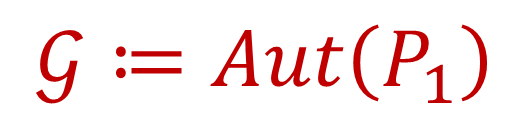 𝒢 ≔ 𝐴𝑢𝑡(𝑃₁)